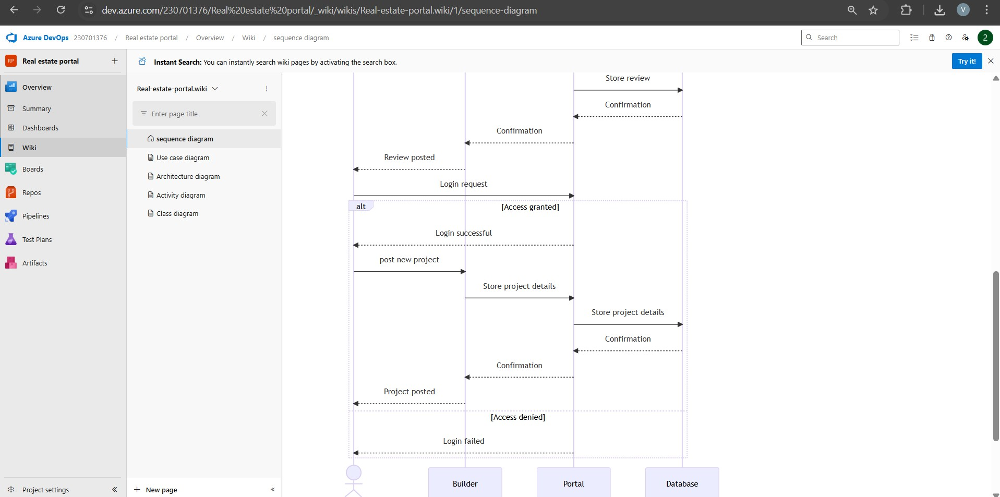 dev.azure.com/230701376/Real%20estate%20portal/_wiki/wikis/Real-estate-portal.wiki/1/sequence-diagram
V
Azure DevOps 230701376 / Real estate portal / Overview / Wiki / sequence diagram
Search
2
RP Real estate portal
Instant Search: You can instantly search wiki pages by activating the search box.
Try it!
Overview
Summary
Dashboards
Wiki
Boards
Repos
Pipelines
Test Plans
Artifacts
Project settings
Real-estate-portal.wiki
Enter page title
sequence diagram
Use case diagram
Architecture diagram
Activity diagram
Class diagram
New page
Store review
Confirmation
Confirmation
Review posted
Login request
alt
[Access granted]
Login successful
post new project
Store project details
Store project details
Confirmation
Confirmation
Project posted
[Access denied]
Login failed
Builder
Portal
Database